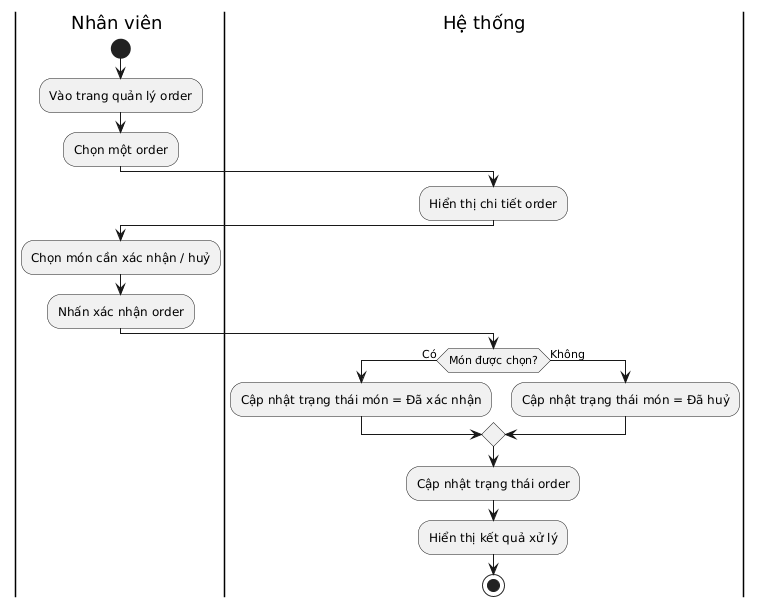 Nhân viên
Hệ thống
Vào trang quản lý order
Chọn một order
Hiển thị chi tiết order
Chọn món cần xác nhận / huỷ
Nhấn xác nhận order
Món được chọn?
Có
Không
Cập nhật trạng thái món = Đã xác nhận
Cập nhật trạng thái món = Đã huỷ
Cập nhật trạng thái order
Hiển thị kết quả xử lý